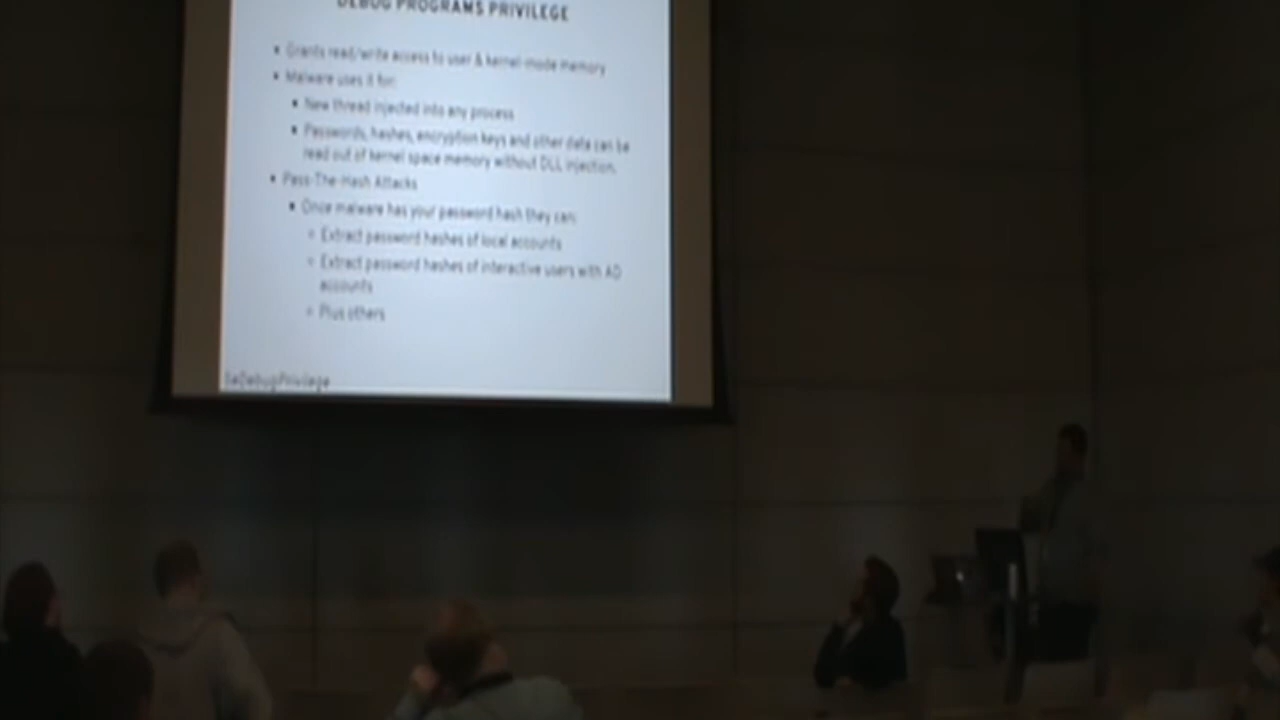 DEBUG PROGRAMS PRIVILEGE
Grants read/write access to user & kernel-mode memory
Malware uses it for:
New thread injected into any process
Passwords, hashes, encryption keys and other data can be
read out of kernel space memory without DLL injection.
Pass-The-Hash Attacks
Once malware has your password hash they can:
Extract password hashes of local accounts
Extract password hashes of interactive users with AD
accounts
Plus others
SeDebugPrivilege